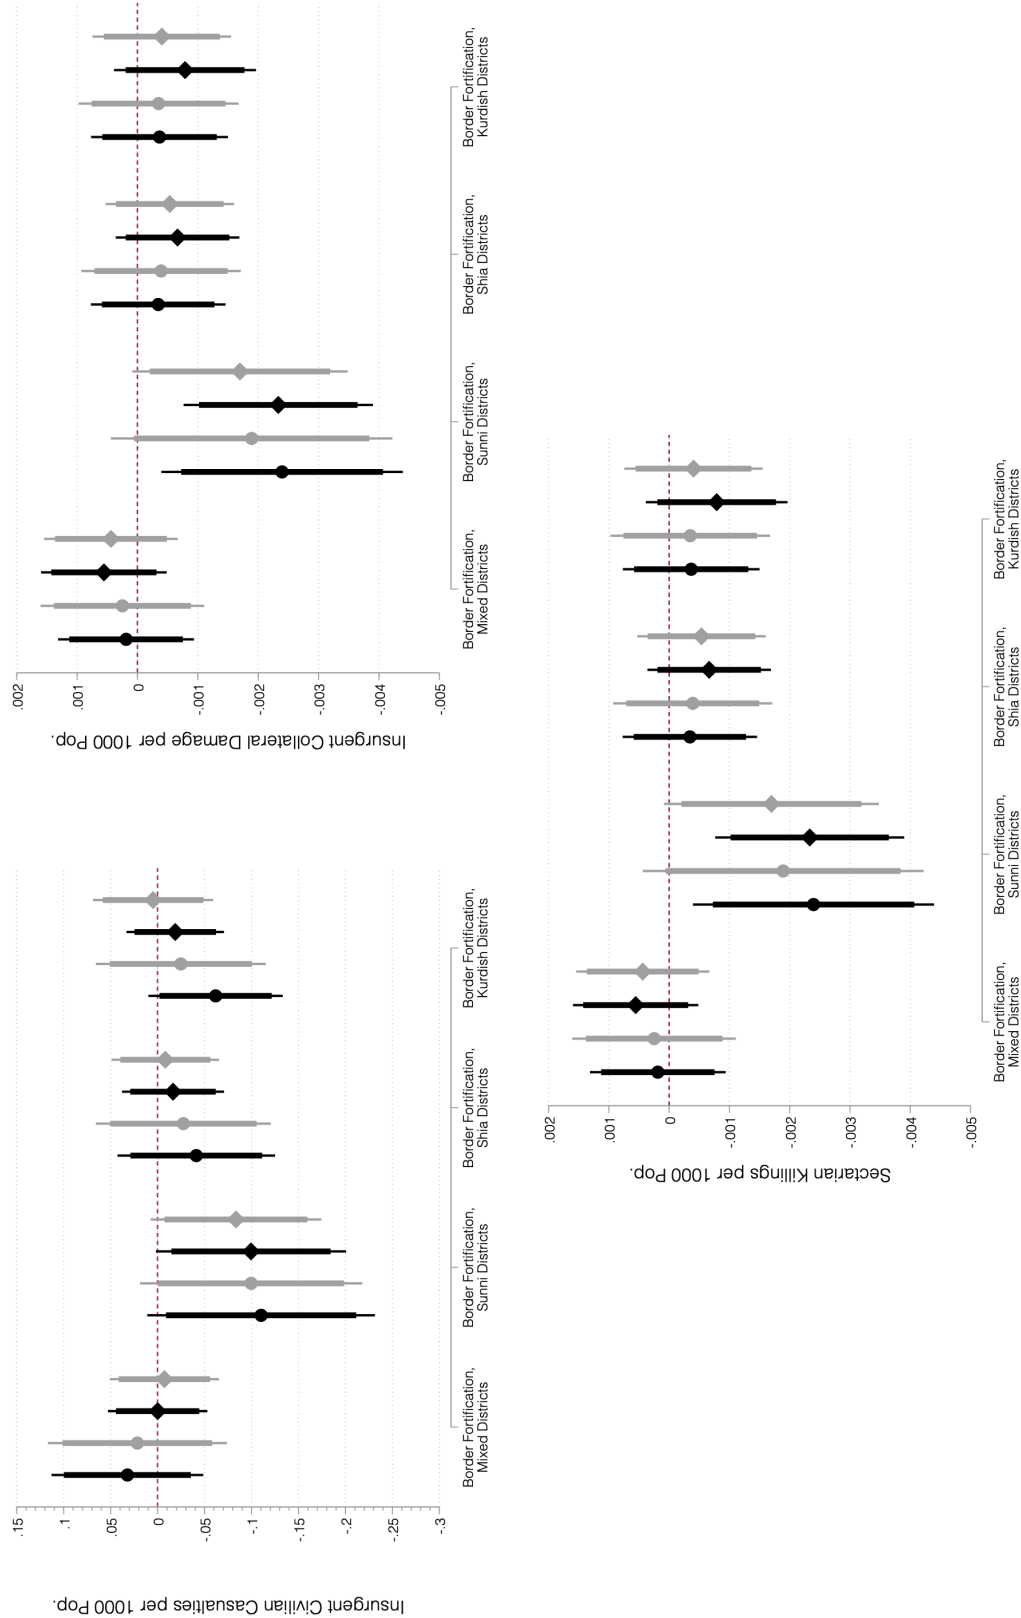 Insurgent Civilian Casualties per 1000 Pop.
.15
.1
.05
0
-.05
-.1
-.15
-.2
-.25
-.3
Border Fortification,
Mixed Districts
Border Fortification,
Sunni Districts
Border Fortification,
Shia Districts
Border Fortification,
Kurdish Districts
Insurgent Collateral Damage per 1000 Pop.
.002
.001
0
-.001
-.002
-.003
-.004
-.005
Border Fortification,
Mixed Districts
Border Fortification,
Sunni Districts
Border Fortification,
Shia Districts
Border Fortification,
Kurdish Districts
Sectarian Killings per 1000 Pop.
.002
.001
0
-.001
-.002
-.003
-.004
-.005
Border Fortification,
Mixed Districts
Border Fortification,
Sunni Districts
Border Fortification,
Shia Districts
Border Fortification,
Kurdish Districts